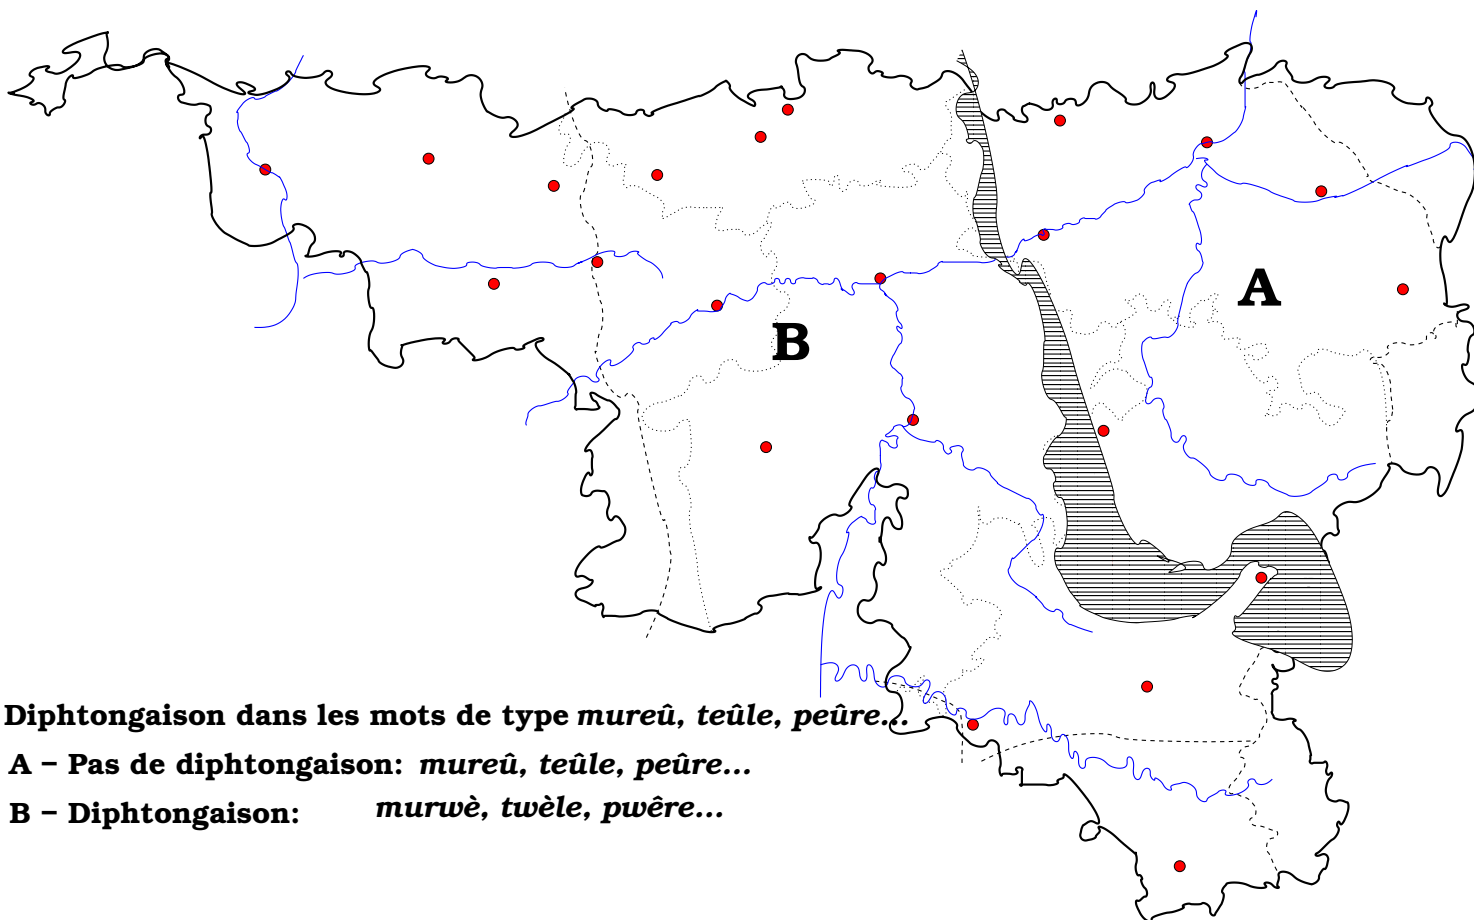 A
B
Diphtongaison dans les mots de type mureû, teûle, peûre...
A – Pas de diphtongaison: mureû, teûle, peûre...
B – Diphtongaison: murwè, twèle, pwêre...